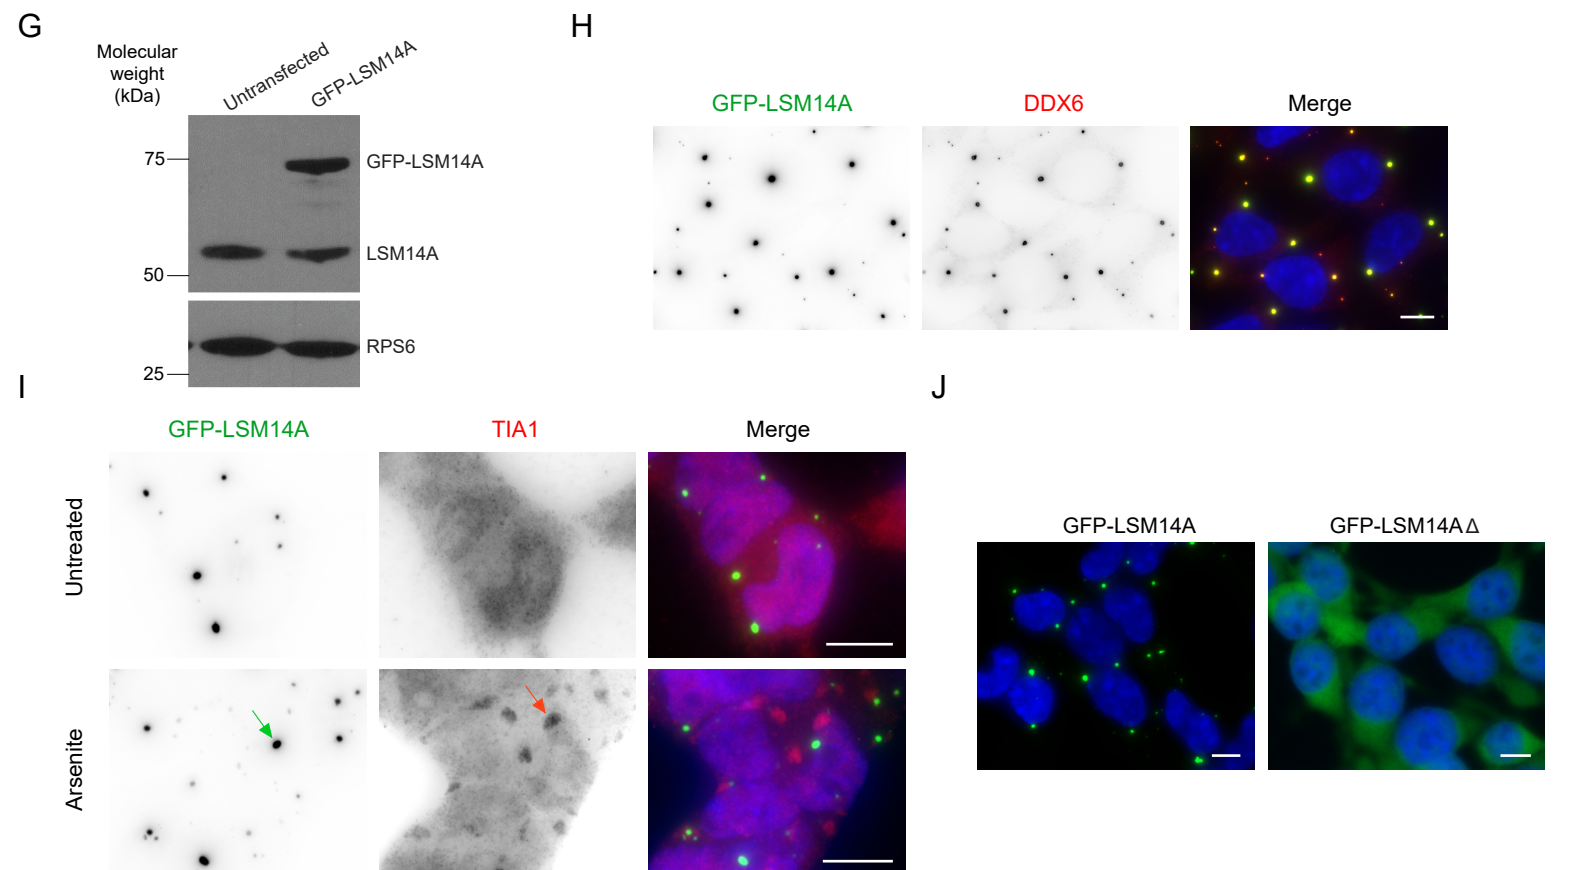 G
Molecular
weight
(kDa)
Untransfected
GFP-LSM14A
75
GFP-LSM14A
LSM14A
50
RPS6
25
H
GFP-LSM14A
DDX6
Merge
I
GFP-LSM14A
TIA1
Merge
Untreated
Arsenite
J
GFP-LSM14A
GFP-LSM14A Δ